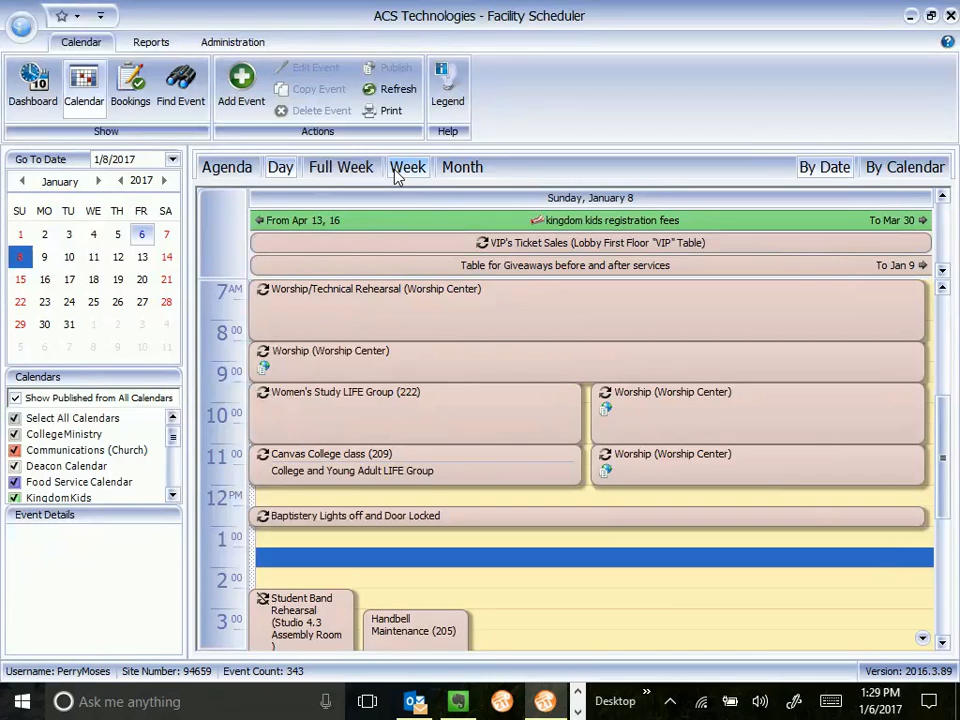 ACS Technologies - Facility Scheduler
Calendar Reports Administration
Dashboard Calendar Bookings Find Event Add Event Edit Event Copy Event Delete Event Publish Refresh Print Legend
Show Actions Help
Go To Date 1/8/2017
Agenda Day Full Week Week Month By Date By Calendar
January 2017
SU MO TU WE TH FR SA
1 2 3 4 5 6 7
8 9 10 11 12 13 14
15 16 17 18 19 20 21
22 23 24 25 26 27 28
29 30 31 1 2 3 4
5 6 7 8 9 10 11
Calendars
Show Published from All Calendars
Select All Calendars
CollegeMinistry
Communications (Church)
Deacon Calendar
Food Service Calendar
KingdomKids
Event Details
Sunday, January 8
From Apr 13, 16 kingdom kids registration fees To Mar 30
VIP's Ticket Sales (Lobby First Floor "VIP" Table)
Table for Giveaways before and after services To Jan 9
7 AM Worship/Technical Rehearsal (Worship Center)
8 00
Worship (Worship Center)
9 00
Women's Study LIFE Group (222) Worship (Worship Center)
10 00
11 00 Canvas College class (209) Worship (Worship Center)
College and Young Adult LIFE Group
12 PM
Baptistery Lights off and Door Locked
1 00
2 00
Student Band
Rehearsal
(Studio 4.3
Assembly Room
)
3 00
Handbell
Maintenance (205)
Username: PerryMoses Site Number: 94659 Event Count: 343 Version: 2016.3.89
Ask me anything Desktop 1:29 PM
1/6/2017